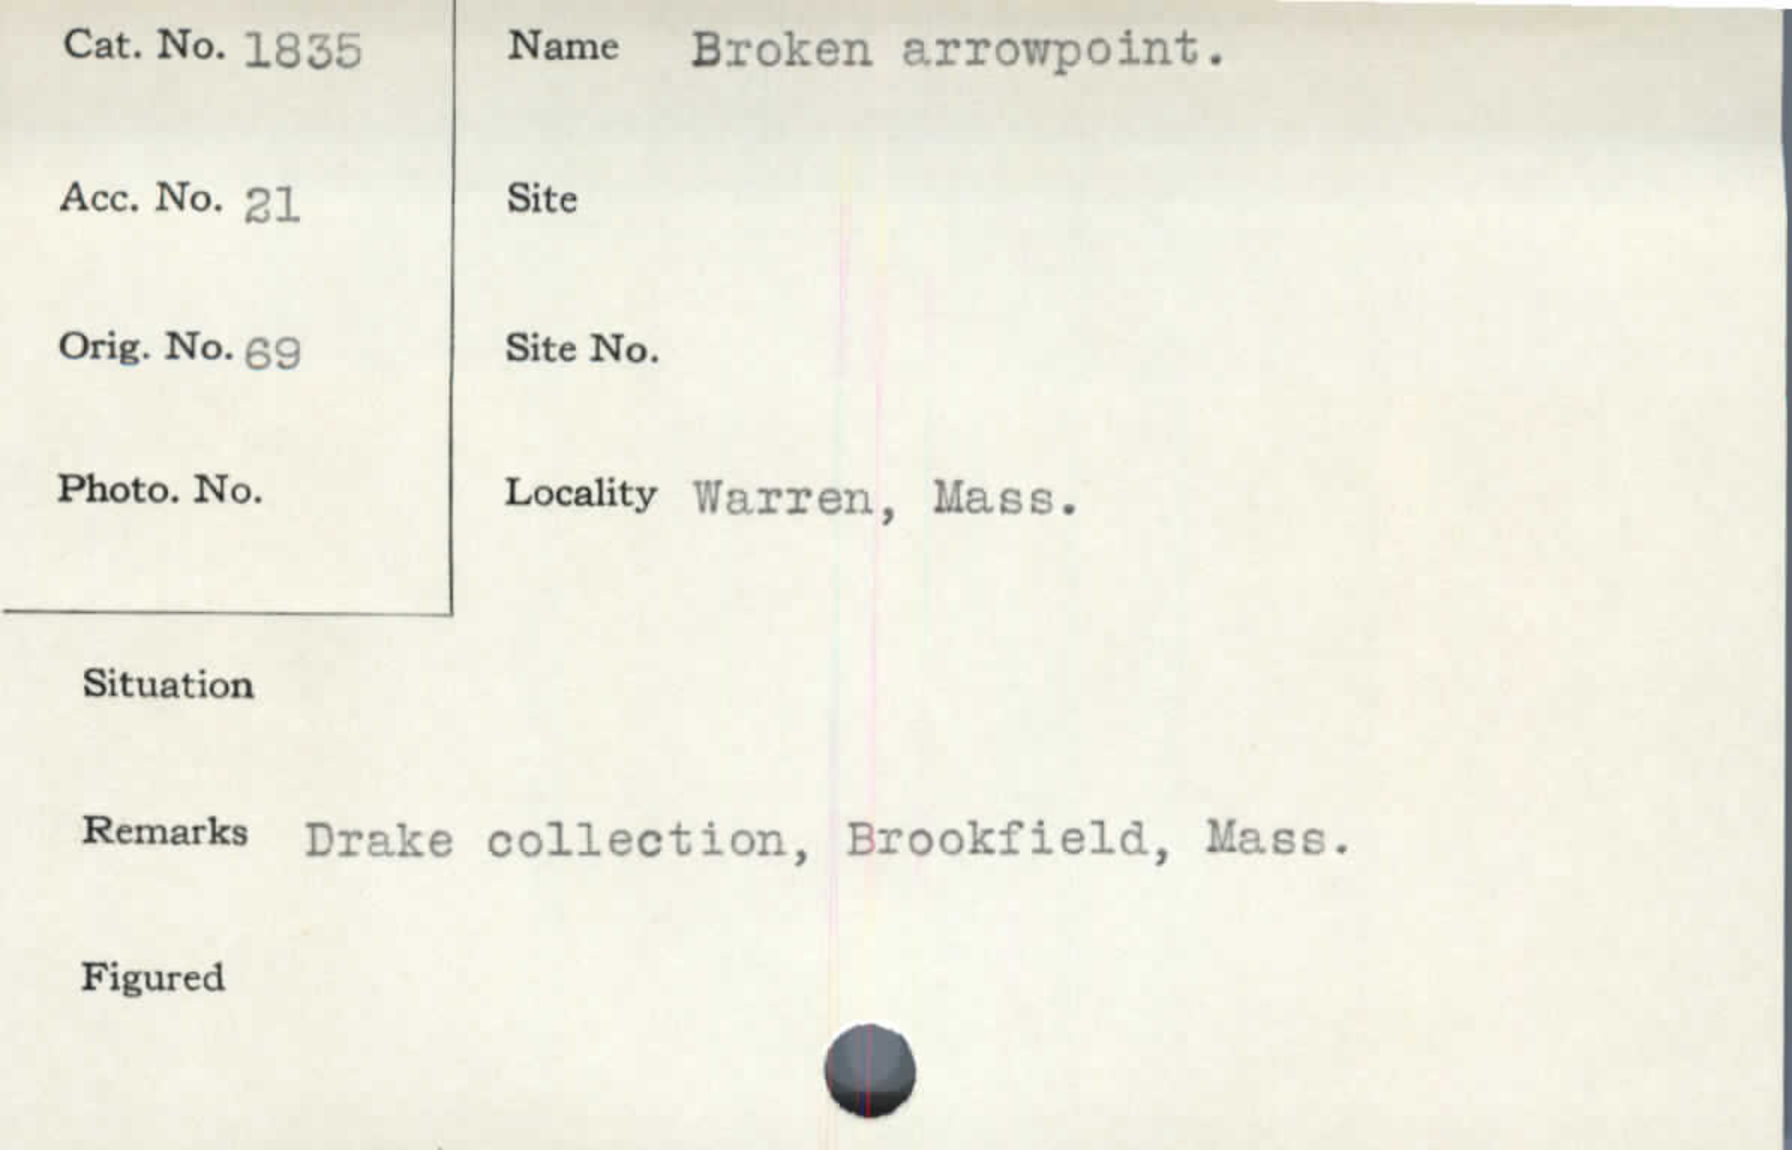 Cat. No. 1835
Name Broken arrowpoint.
Acc. No. 21
Site
Orig. No. 69
Site No.
Photo. No.
Locality Warren, Mass.
Situation
Remarks Drake collection, Brookfield, Mass.
Figured